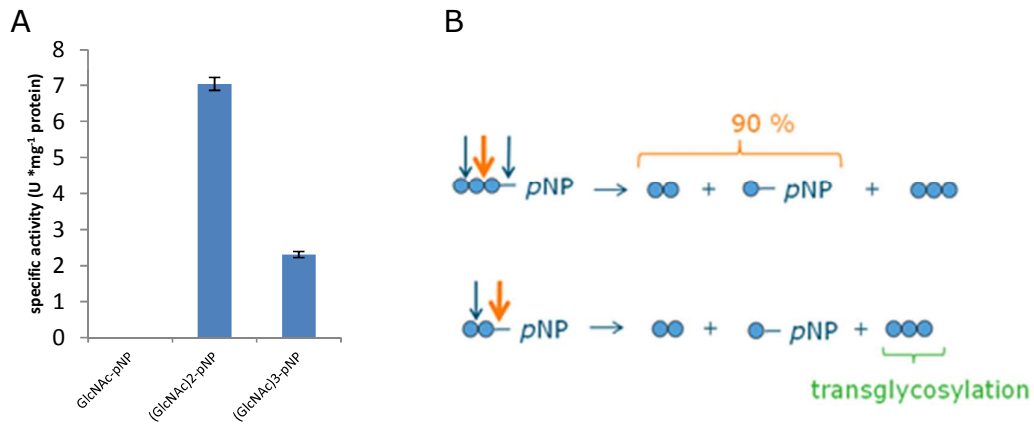 A
B
specific activity (U *mg-1 protein)
8
7
6
5
4
3
2
1
0
GlcNAc-pNP
(GlcNAc)2-pNP
(GlcNAc)3-pNP
90 %
pNP → + pNP +
pNP → + pNP +
transglycosylation